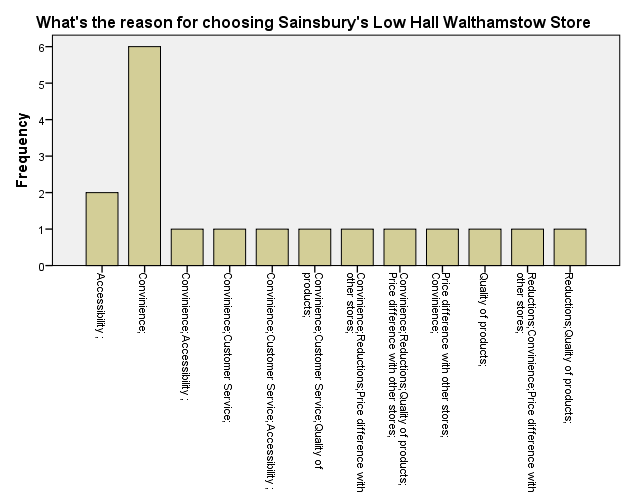 What's the reason for choosing Sainsbury's Low Hall Walthamstow Store
Frequency
6
5
4
3
2
1
0
Accessibility ;
Convinience;
Convinience;Accessibility ;
Convinience;Customer Service;
Convinience;Customer Service;Accessibility ;
Convinience;Customer Service;Quality of
products;
Convinience;Reductions;Price difference with
other stores;
Convinience;Reductions;Quality of products;
Price difference with other stores;
Price difference with other stores;
Convinience;
Quality of products;
Reductions;Convinience;Price difference with
other stores;
Reductions;Quality of products;